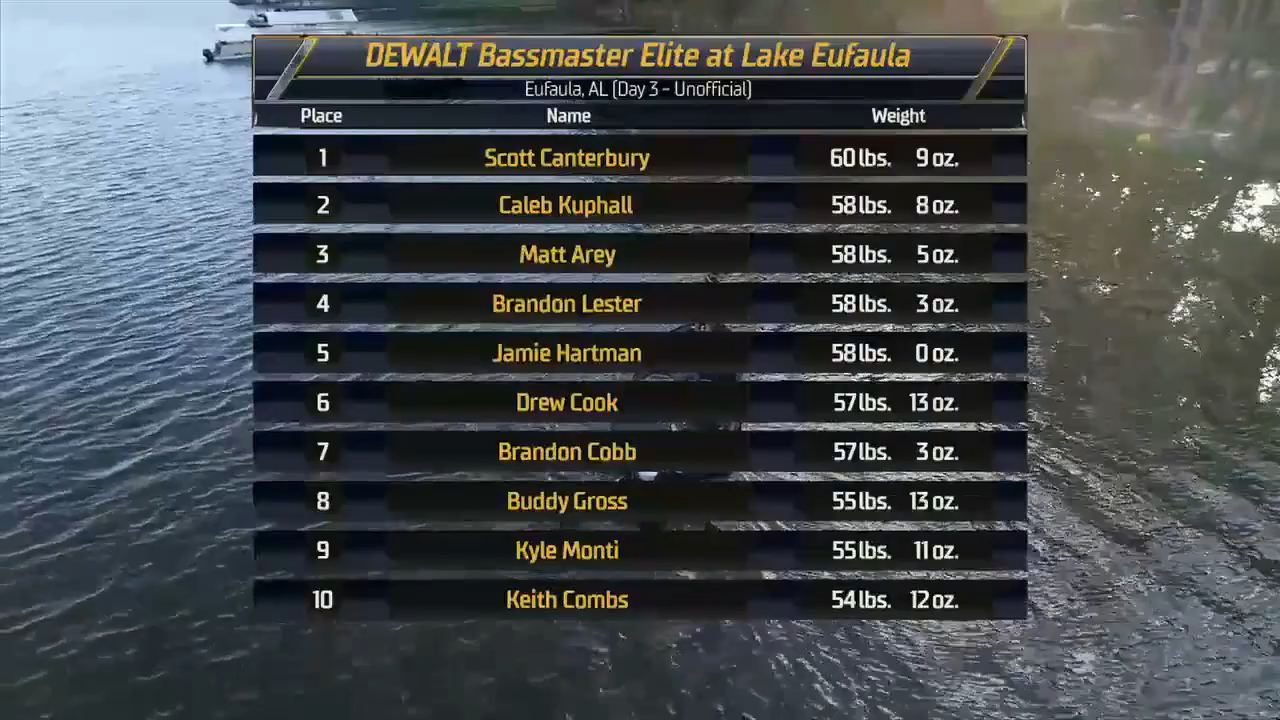 DEWALT Bassmaster Elite at Lake Eufaula
Eufaula, AL (Day 3 - Unofficial)
Place Name Weight
1 Scott Canterbury 60 lbs. 9 oz.
2 Caleb Kuphall 58 lbs. 8 oz.
3 Matt Arey 58 lbs. 5 oz.
4 Brandon Lester 58 lbs. 3 oz.
5 Jamie Hartman 58 lbs. 0 oz.
6 Drew Cook 57 lbs. 13 oz.
7 Brandon Cobb 57 lbs. 3 oz.
8 Buddy Gross 55 lbs. 13 oz.
9 Kyle Monti 55 lbs. 11 oz.
10 Keith Combs 54 lbs. 12 oz.